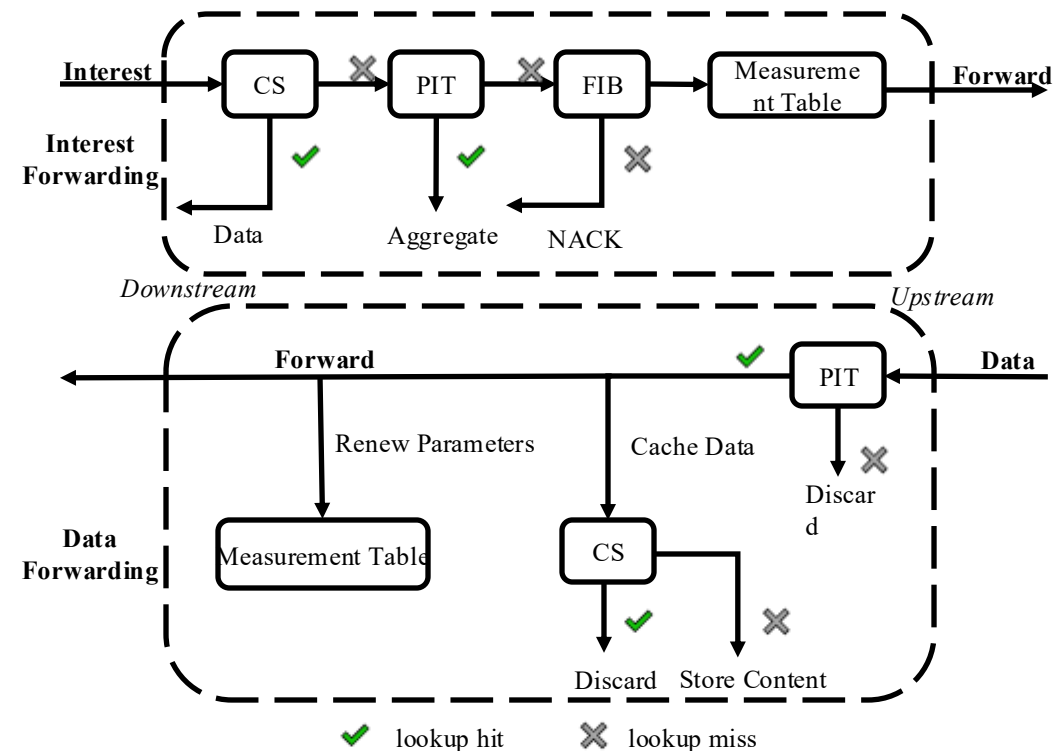 Interest
CS
PIT
FIB
Measureme
nt Table
Forward
Interest
Forwarding
Data
Aggregate
NACK
Downstream
Upstream
Forward
PIT
Data
Renew Parameters
Cache Data
Discar
d
Data
Forwarding
Measurement Table
CS
Discard
Store Content
lookup hit
lookup miss